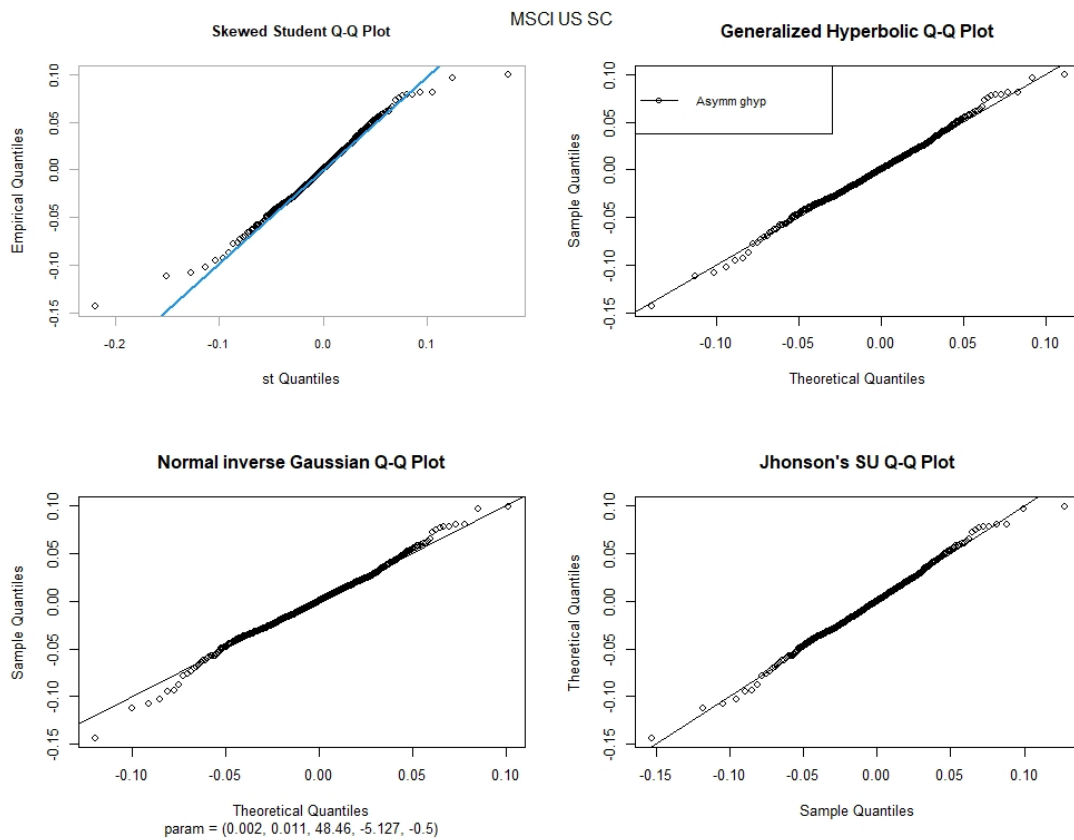 MSCI US SC
Skewed Student Q-Q Plot
Empirical Quantiles
0.10
0.05
0.00
-0.05
-0.10
-0.15
-0.2 -0.1 0.0 0.1
st Quantiles
Generalized Hyperbolic Q-Q Plot
Asymm ghyp
Sample Quantiles
0.10
0.05
0.00
-0.05
-0.10
-0.15
-0.10 -0.05 0.00 0.05 0.10
Theoretical Quantiles
Normal inverse Gaussian Q-Q Plot
Sample Quantiles
0.10
0.05
0.00
-0.05
-0.10
-0.15
-0.10 -0.05 0.00 0.05 0.10
Theoretical Quantiles
param = (0.002, 0.011, 48.46, -5.127, -0.5)
Jhonson's SU Q-Q Plot
Theoretical Quantiles
0.10
0.05
0.00
-0.05
-0.10
-0.15
-0.15 -0.10 -0.05 0.00 0.05 0.10
Sample Quantiles